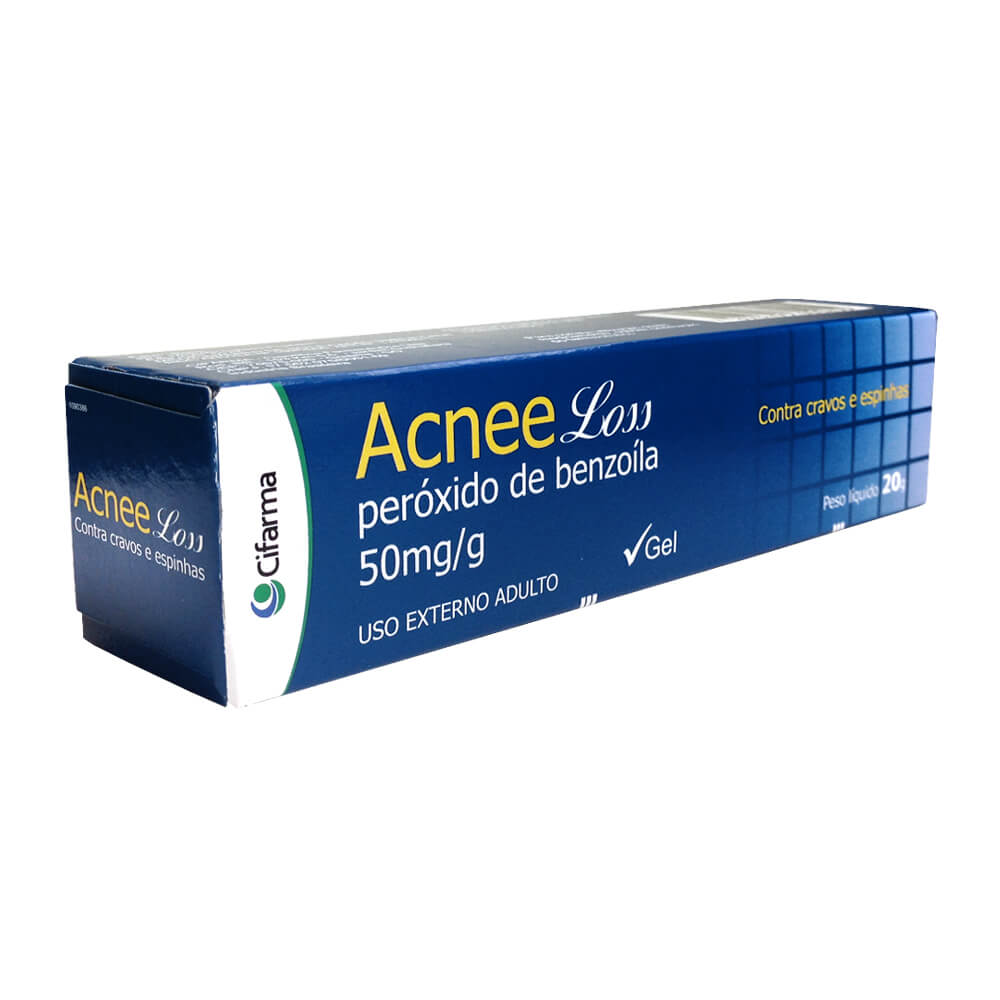 Acnee Loss
Contra cravos e espinhas
Cifarma
Acnee Loss
peróxido de benzoíla
50mg/g
Gel
USO EXTERNO ADULTO
Contra cravos e espinhas
Peso líquido 20g